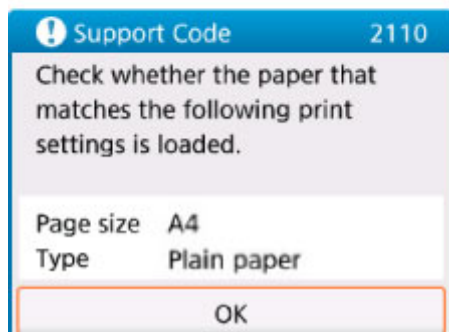 Support Code 2110
Check whether the paper that
matches the following print
settings is loaded.
Page size A4
Type Plain paper
OK